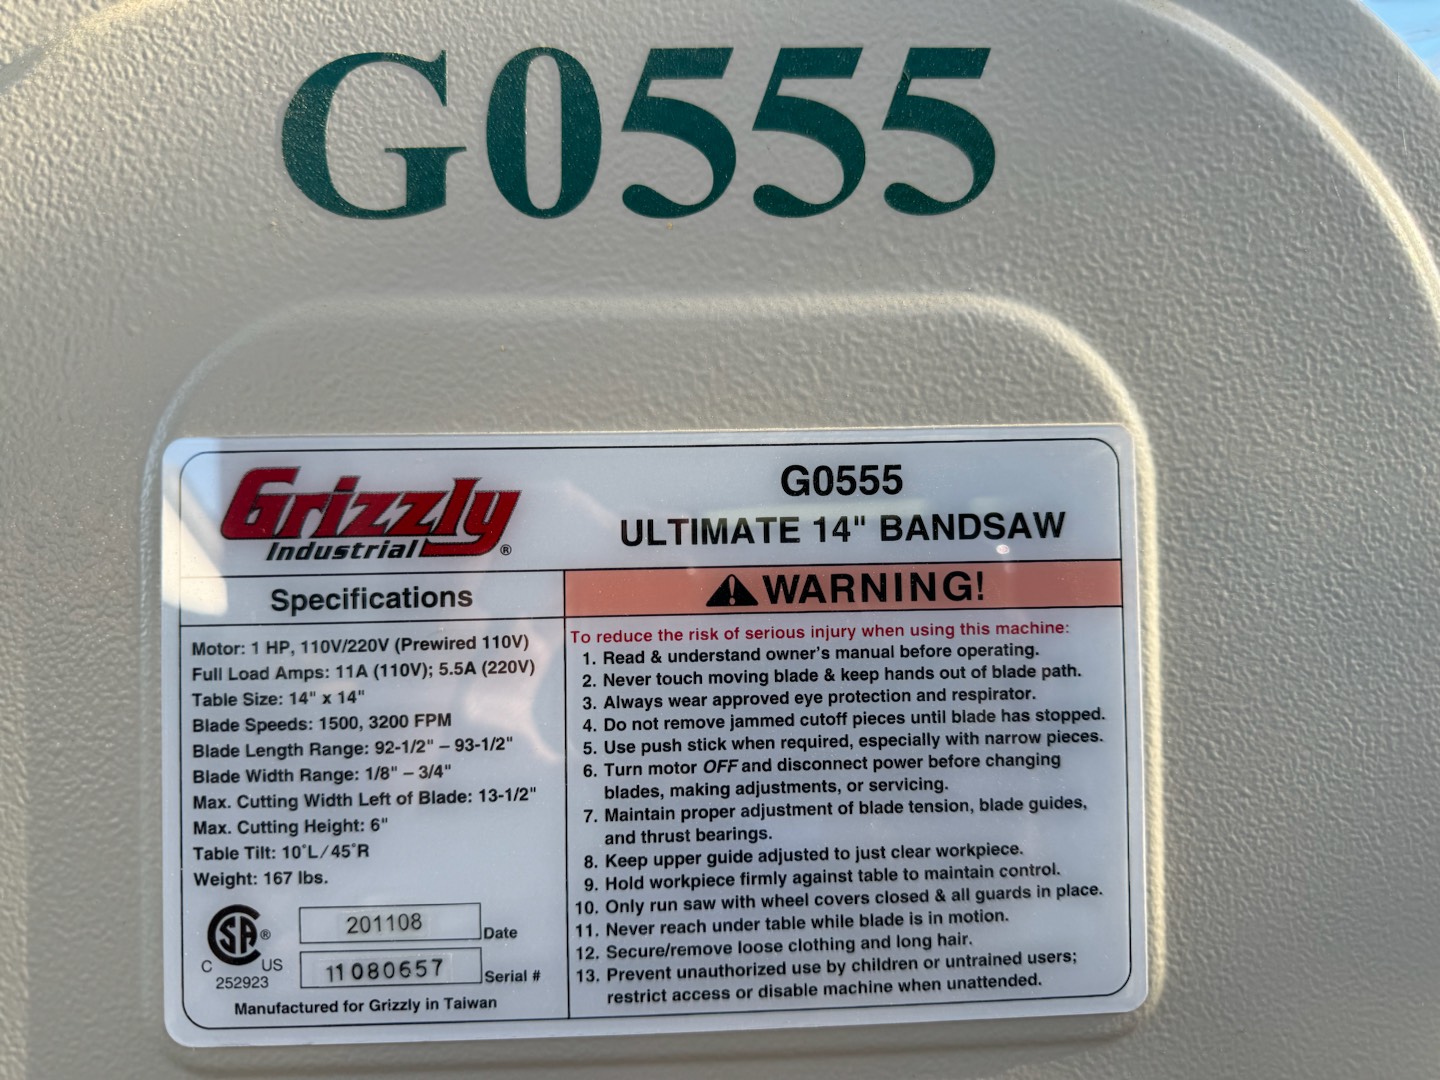 G0555
Grizzly
Industrial®
G0555
ULTIMATE 14" BANDSAW
Specifications
Motor: 1 HP, 110V/220V (Prewired 110V)
Full Load Amps: 11A (110V); 5.5A (220V)
Table Size: 14" x 14"
Blade Speeds: 1500, 3200 FPM
Blade Length Range: 92-1/2" – 93-1/2"
Blade Width Range: 1/8" – 3/4"
Max. Cutting Width Left of Blade: 13-1/2"
Max. Cutting Height: 6"
Table Tilt: 10°L/45°R
Weight: 167 lbs.
SA®
C US
252923
201108 Date
11080657 Serial #
Manufactured for Grizzly in Taiwan
WARNING!
To reduce the risk of serious injury when using this machine:
1. Read & understand owner's manual before operating.
2. Never touch moving blade & keep hands out of blade path.
3. Always wear approved eye protection and respirator.
4. Do not remove jammed cutoff pieces until blade has stopped.
5. Use push stick when required, especially with narrow pieces.
6. Turn motor OFF and disconnect power before changing
blades, making adjustments, or servicing.
7. Maintain proper adjustment of blade tension, blade guides,
and thrust bearings.
8. Keep upper guide adjusted to just clear workpiece.
9. Hold workpiece firmly against table to maintain control.
10. Only run saw with wheel covers closed & all guards in place.
11. Never reach under table while blade is in motion.
12. Secure/remove loose clothing and long hair.
13. Prevent unauthorized use by children or untrained users;
restrict access or disable machine when unattended.